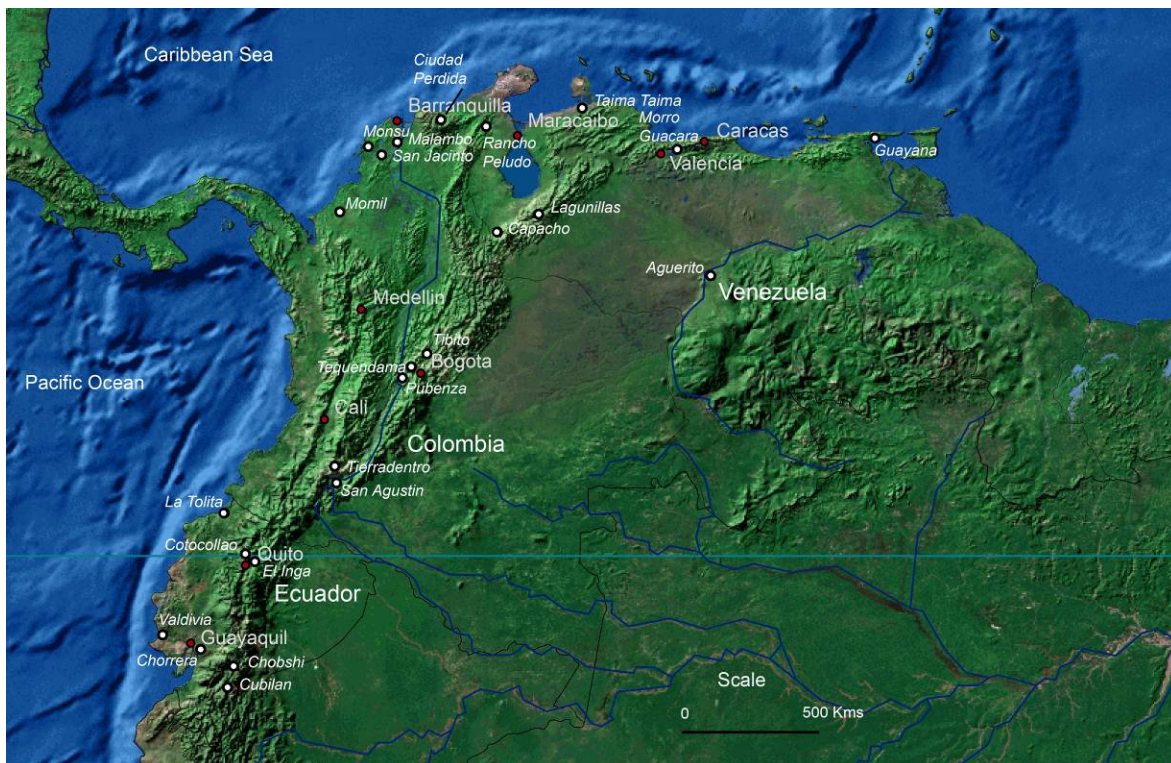 Caribbean Sea
Ciudad
Perdida
Barranquilla
Taima Taima
Maracaibo
Morro
Monsu
Malambo
Rancho
Peludo
Guacara
Caracas
San Jacinto
Valencia
Guayana
Momil
Lagunillas
Capacho
Aguerito
Venezuela
Medellin
Tibito
Tequendama
Bogota
Pacific Ocean
Pubenza
Cali
Colombia
Tierradentro
San Agustin
La Tolita
Cotocollao
Quito
El Inga
Ecuador
Valdivia
Guayaquil
Chorrera
Chobshi
Cubilan
Scale
0
500 Kms